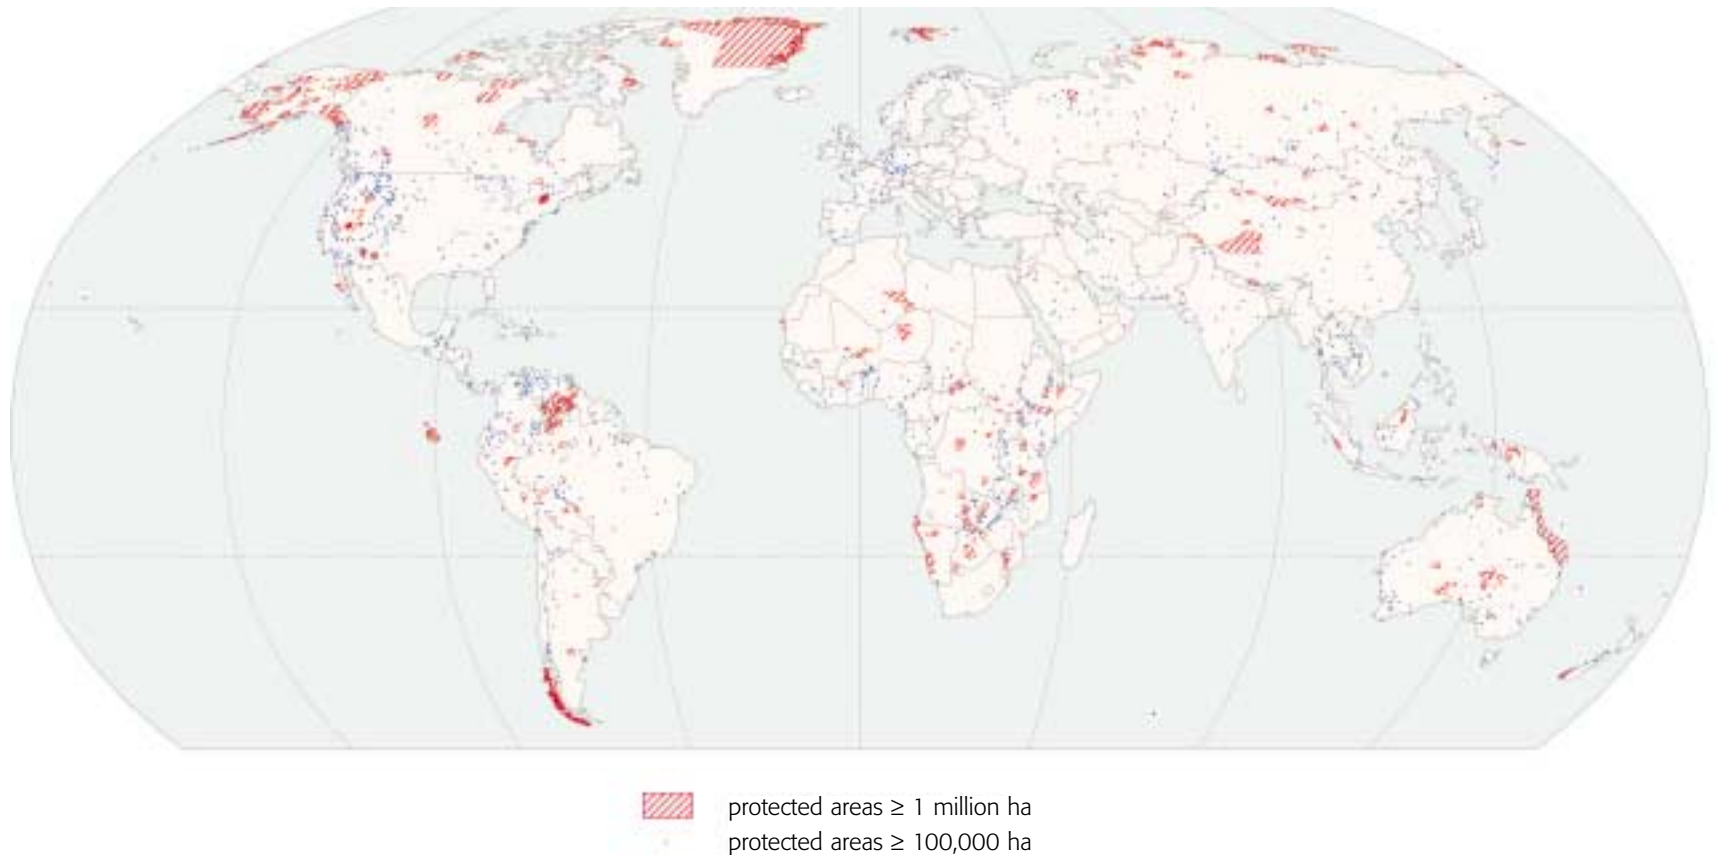 protected areas ≥ 1 million ha
protected areas ≥ 100,000 ha